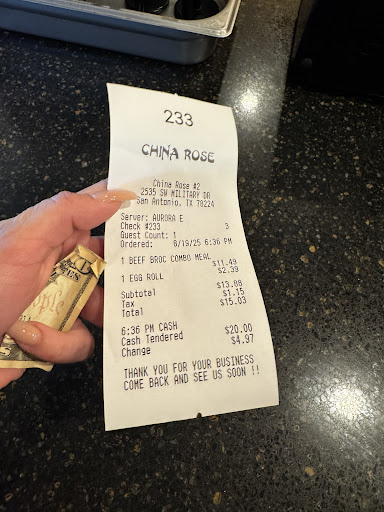 233
CHINA ROSE
China Rose #2
2535 SW MILITARY DR
San Antonio, TX 78224
Server: AURORA E
Check #233 3
Guest Count: 1
Ordered: 8/19/25 6:36 PM
1 BEEF BROC COMBO MEAL $11.49
1 EGG ROLL $2.39
Subtotal $13.88
Tax $1.15
Total $15.03
6:36 PM CASH
Cash Tendered $20.00
Change $4.97
THANK YOU FOR YOUR BUSINESS
COME BACK AND SEE US SOON !!